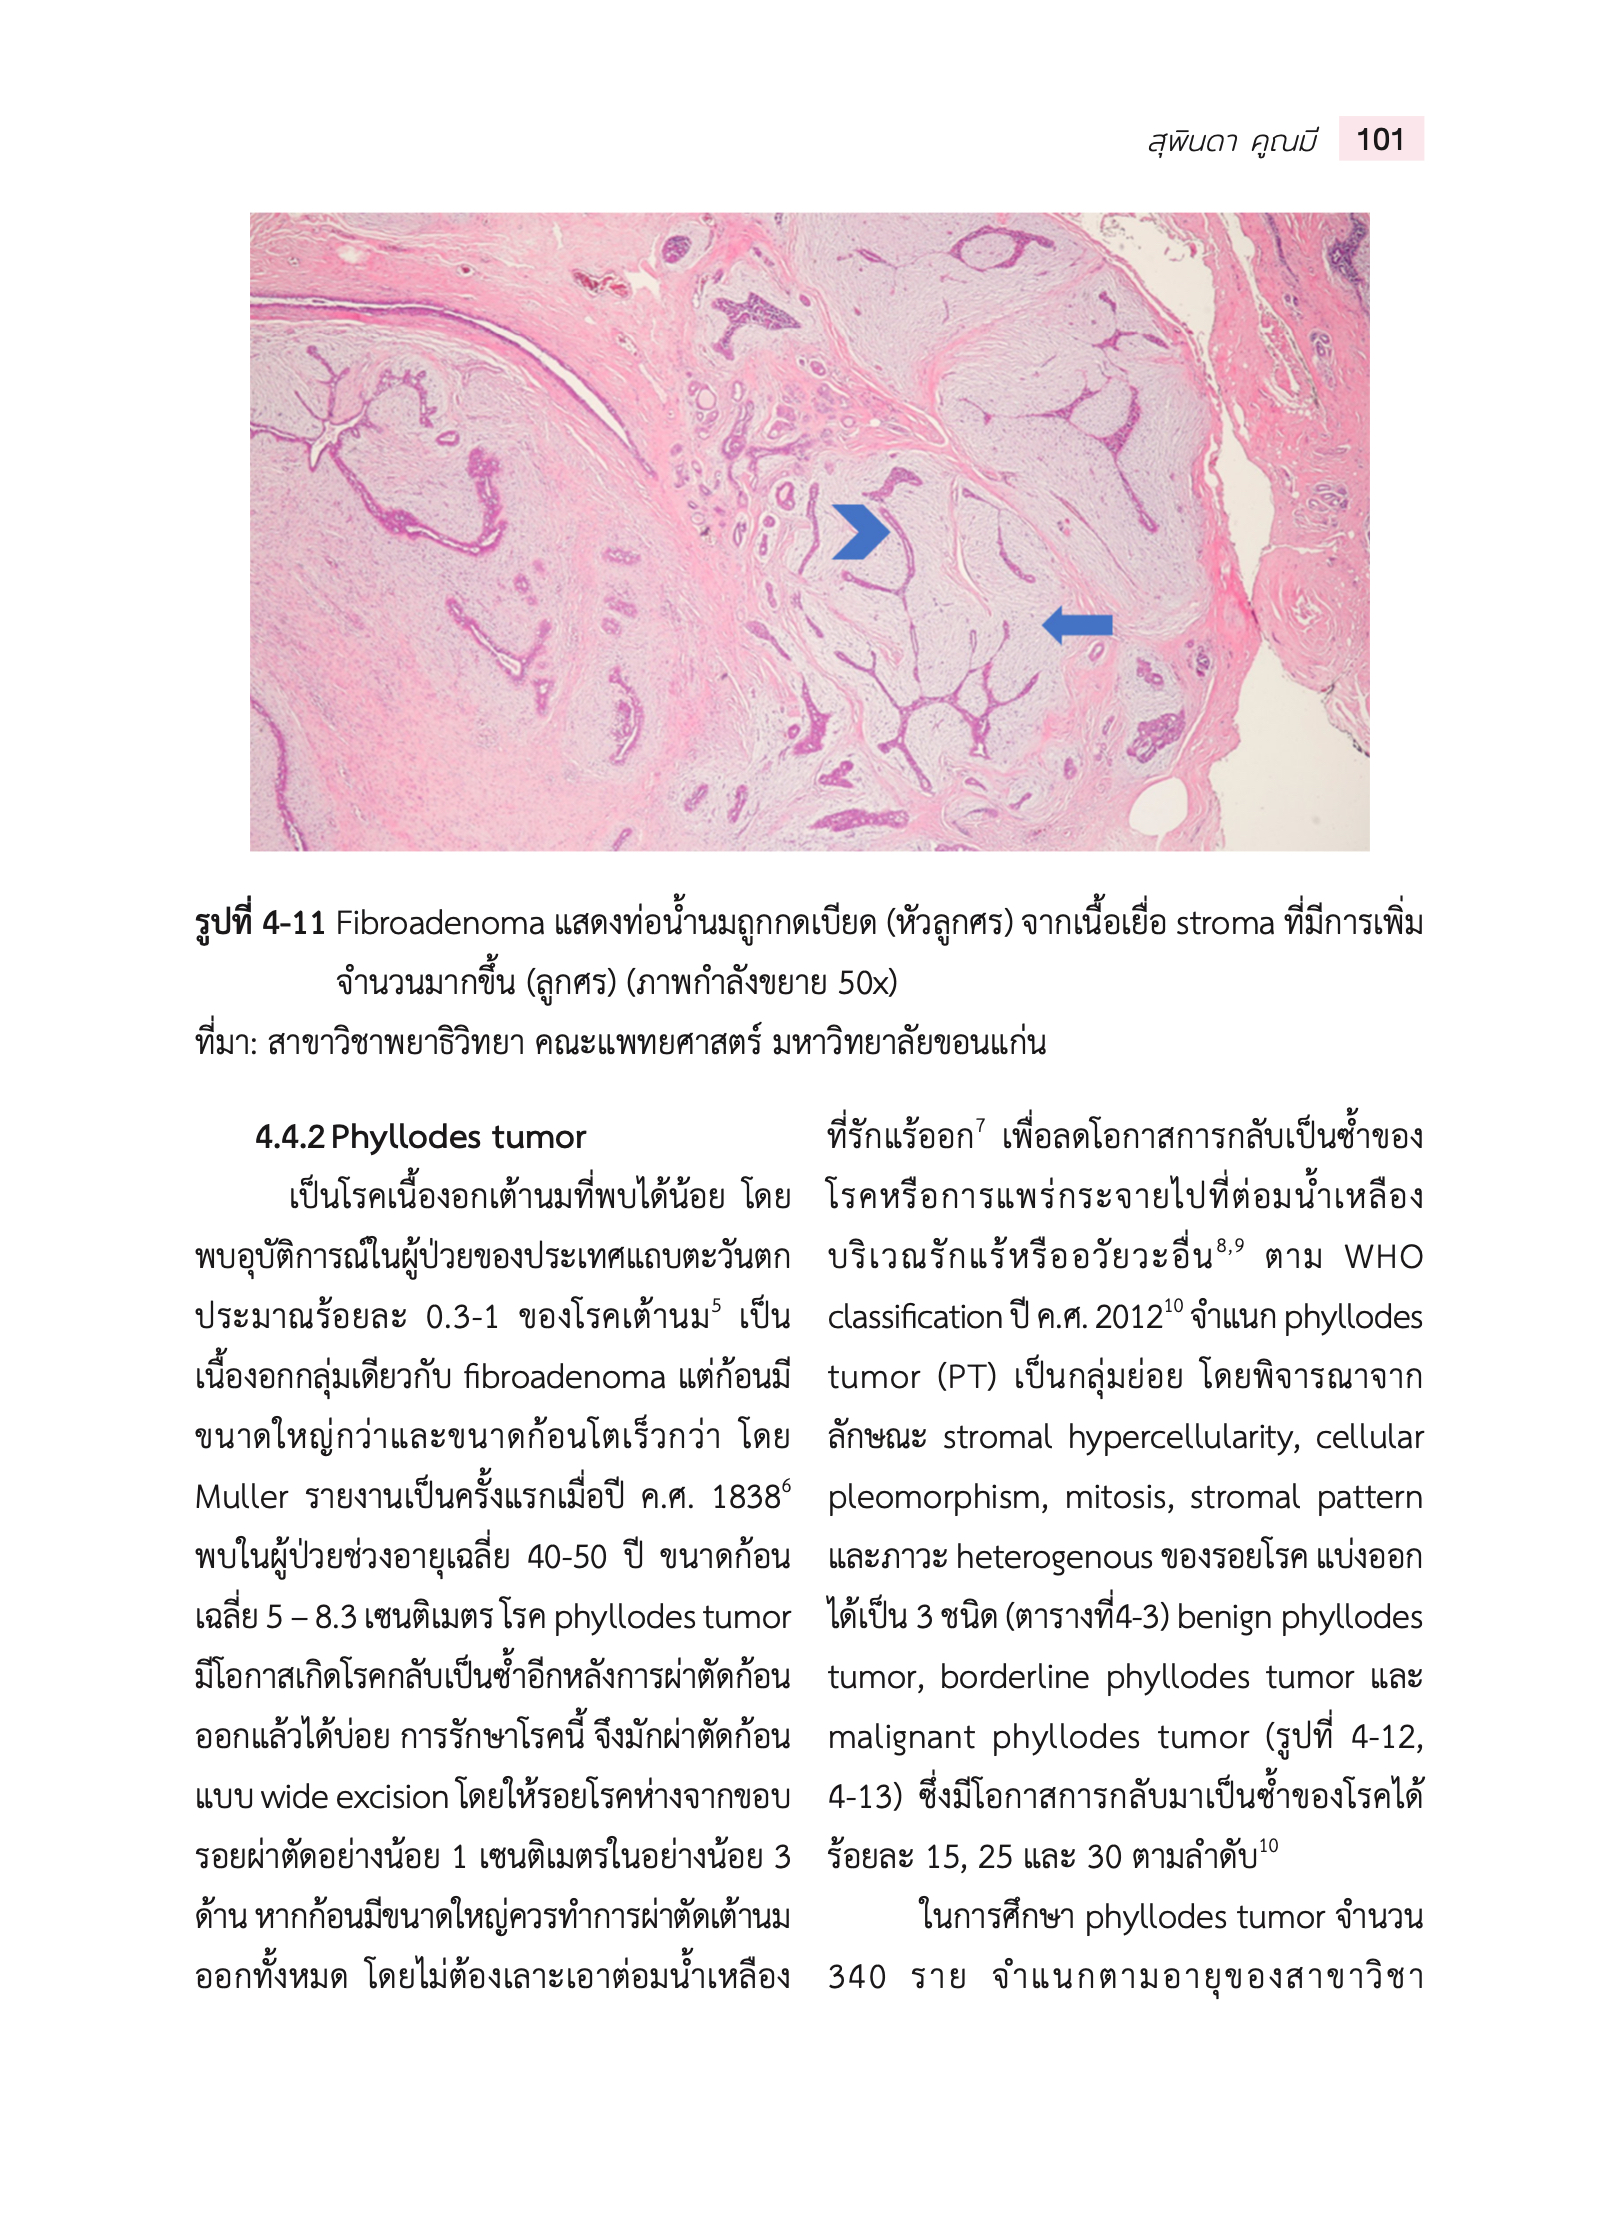 สุพินดา คูณมี 101
รูปที่ 4-11 Fibroadenoma แสดงท่อน้ำนมถูกกดเบียด (หัวลูกศร) จากเนื้อเยื่อ stroma ที่มีการเพิ่ม
จำนวนมากขึ้น (ลูกศร) (ภาพกำลังขยาย 50x)
ที่มา: สาขาวิชาพยาธิวิทยา คณะแพทยศาสตร์ มหาวิทยาลัยขอนแก่น
4.4.2 Phyllodes tumor
เป็นโรคเนื้องอกเต้านมที่พบได้น้อย โดย
พบอุบัติการณ์ในผู้ป่วยของประเทศแถบตะวันตก
ประมาณร้อยละ 0.3-1 ของโรคเต้านม⁵ เป็น
เนื้องอกกลุ่มเดียวกับ fibroadenoma แต่ก้อนมี
ขนาดใหญ่กว่าและขนาดก้อนโตเร็วกว่า โดย
Muller รายงานเป็นครั้งแรกเมื่อปี ค.ศ. 1838⁶
พบในผู้ป่วยช่วงอายุเฉลี่ย 40-50 ปี ขนาดก้อน
เฉลี่ย 5 – 8.3 เซนติเมตร โรค phyllodes tumor
มีโอกาสเกิดโรคกลับเป็นซ้ำอีกหลังการผ่าตัดก้อน
ออกแล้วได้บ่อย การรักษาโรคนี้ จึงมักผ่าตัดก้อน
แบบ wide excision โดยให้รอยโรคห่างจากขอบ
รอยผ่าตัดอย่างน้อย 1 เซนติเมตรในอย่างน้อย 3
ด้าน หากก้อนมีขนาดใหญ่ควรทำการผ่าตัดเต้านม
ออกทั้งหมด โดยไม่ต้องเลาะเอาต่อมน้ำเหลือง
ที่รักแร้ออก⁷ เพื่อลดโอกาสการกลับเป็นซ้ำของ
โรคหรือการแพร่กระจายไปที่ต่อมน้ำเหลือง
บริเวณรักแร้หรืออวัยวะอื่น⁸,⁹ ตาม WHO
classification ปี ค.ศ. 2012¹⁰ จำแนก phyllodes
tumor (PT) เป็นกลุ่มย่อย โดยพิจารณาจาก
ลักษณะ stromal hypercellularity, cellular
pleomorphism, mitosis, stromal pattern
และภาวะ heterogenous ของรอยโรค แบ่งออก
ได้เป็น 3 ชนิด (ตารางที่4-3) benign phyllodes
tumor, borderline phyllodes tumor และ
malignant phyllodes tumor (รูปที่ 4-12,
4-13) ซึ่งมีโอกาสการกลับมาเป็นซ้ำของโรคได้
ร้อยละ 15, 25 และ 30 ตามลำดับ¹⁰
ในการศึกษา phyllodes tumor จำนวน
340 ราย จำแนกตามอายุของสาขาวิชา